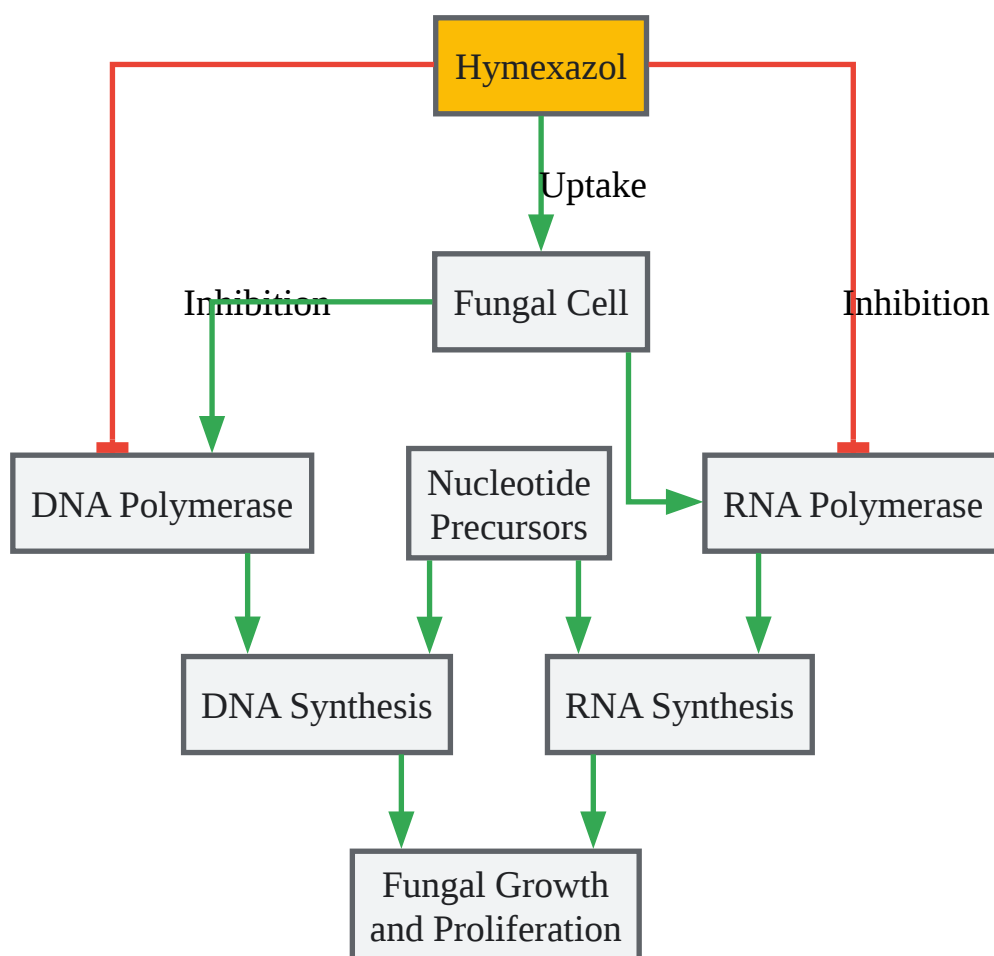 Hymexazol
Uptake
Inhibition
Fungal Cell
Inhibition
DNA Polymerase
Nucleotide
Precursors
RNA Polymerase
DNA Synthesis
RNA Synthesis
Fungal Growth
and Proliferation